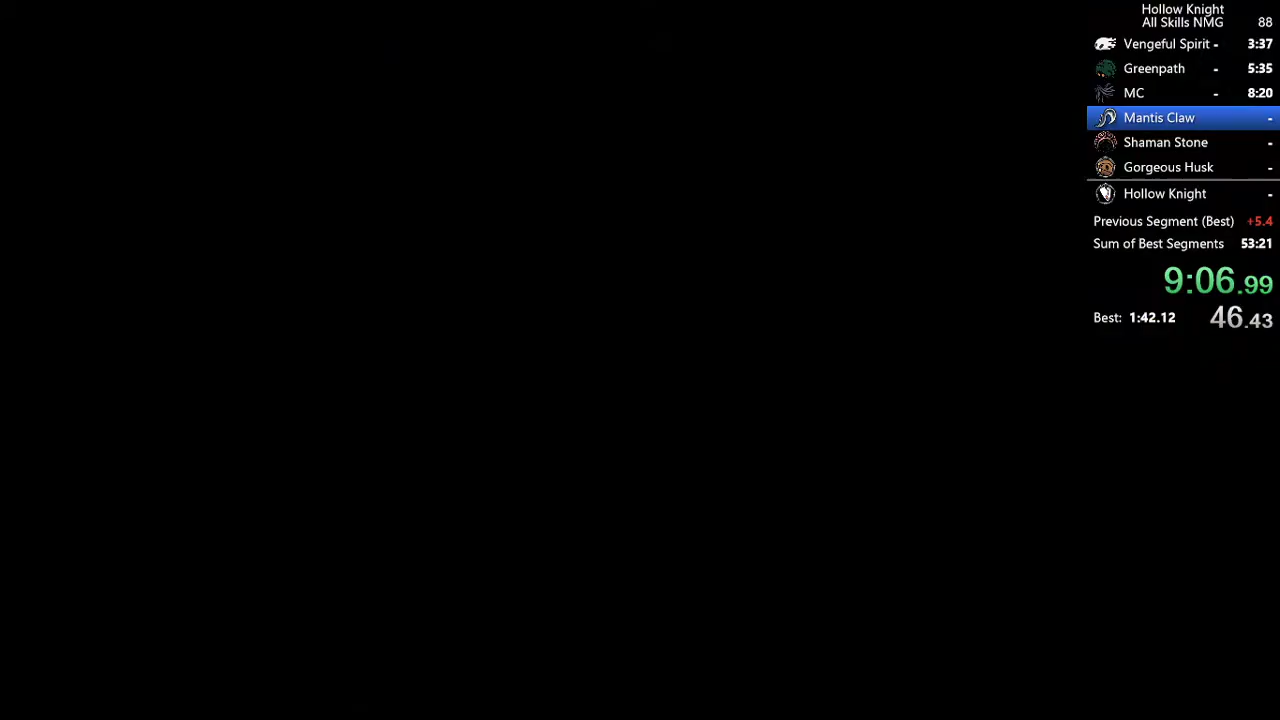 Hollow Knight
All Skills NMG 88
Vengeful Spirit - 3:37
Greenpath - 5:35
MC - 8:20
Mantis Claw -
Shaman Stone -
Gorgeous Husk -
Hollow Knight -
Previous Segment (Best) +5.4
Sum of Best Segments 53:21
9:06.99
Best: 1:42.12 46.43